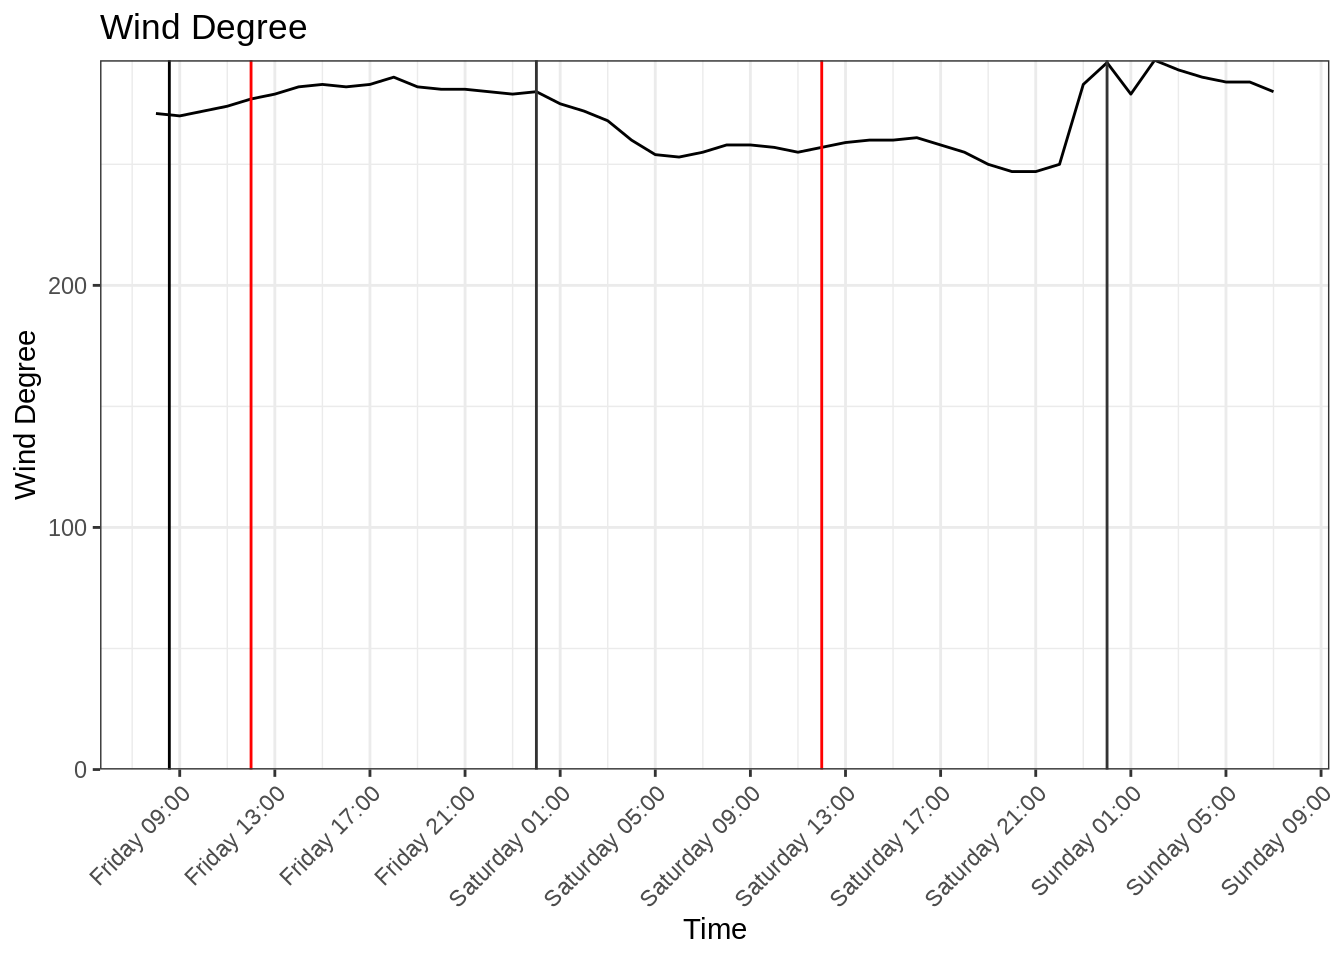 Wind Degree
Wind Degree
200
100
0
Friday 09:00
Friday 13:00
Friday 17:00
Friday 21:00
Saturday 01:00
Saturday 05:00
Saturday 09:00
Saturday 13:00
Saturday 17:00
Saturday 21:00
Sunday 01:00
Sunday 05:00
Sunday 09:00
Time